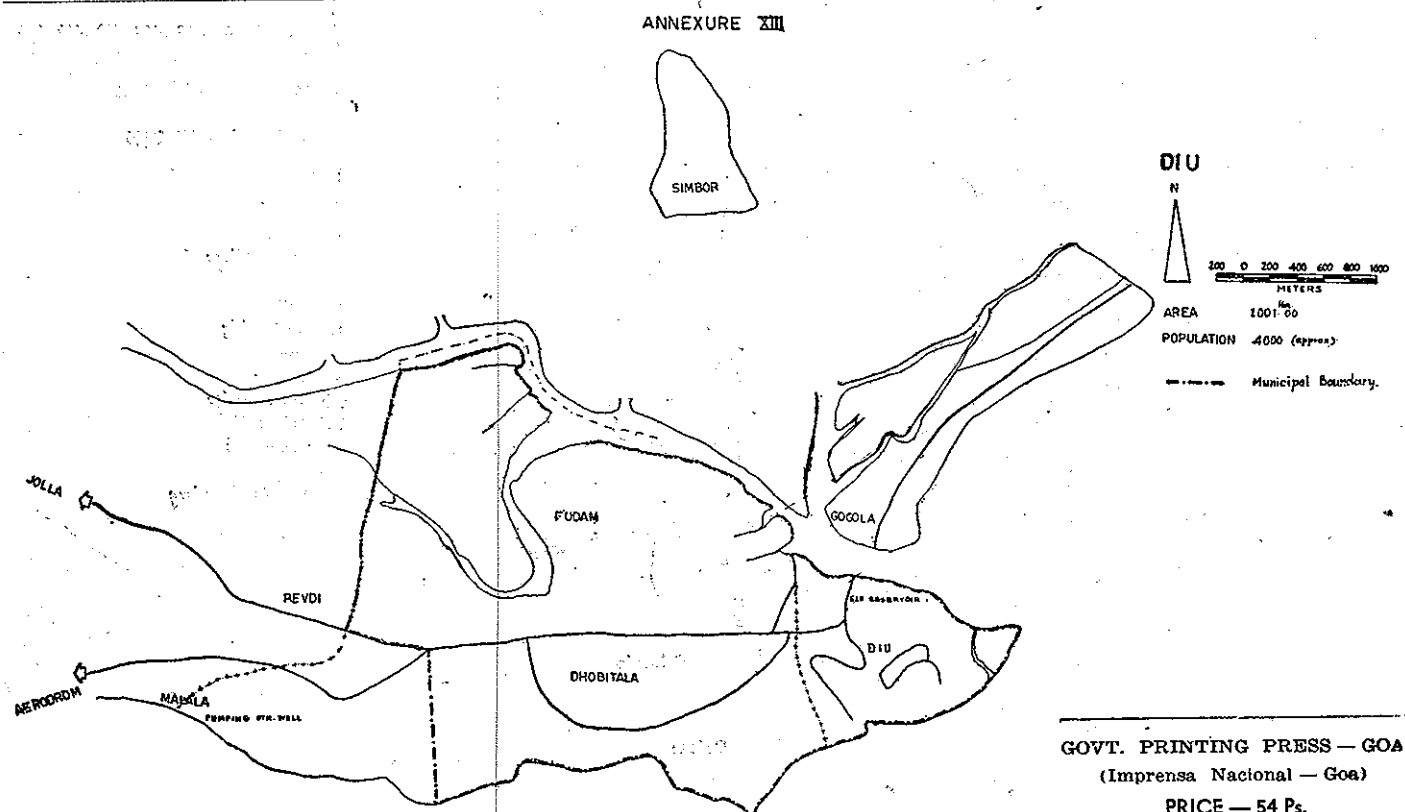 ANNEXURE XIII
SIMBOR
DIU
N
200 0 200 400 600 800 1000
METERS
AREA 1001.00 Ha.
POPULATION 4000 (approx)
Municipal Boundary.
JOLLA
FUDAM
GOGOLA
REVDI
DIU
DHOBITALA
AERODROM
MALALA
PUMPING STR. WELL
GOVT. PRINTING PRESS — GOA
(Imprensa Nacional — Goa)
PRICE — 54 Ps.